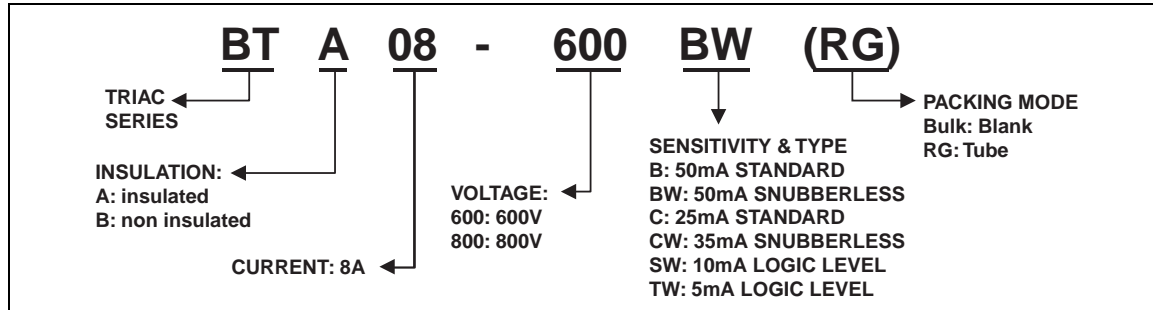 BT A 08 - 600 BW (RG)
TRIAC
SERIES
INSULATION:
A: insulated
B: non insulated
CURRENT: 8A
VOLTAGE:
600: 600V
800: 800V
SENSITIVITY & TYPE
B: 50mA STANDARD
BW: 50mA SNUBBERLESS
C: 25mA STANDARD
CW: 35mA SNUBBERLESS
SW: 10mA LOGIC LEVEL
TW: 5mA LOGIC LEVEL
PACKING MODE
Bulk: Blank
RG: Tube